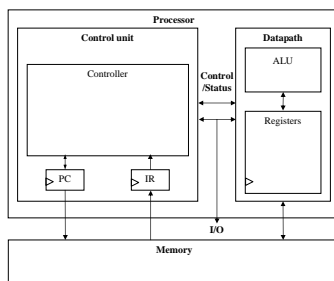 Processor
Control unit
Datapath
Controller
Control
/Status
ALU
Registers
PC
IR
I/O
Memory